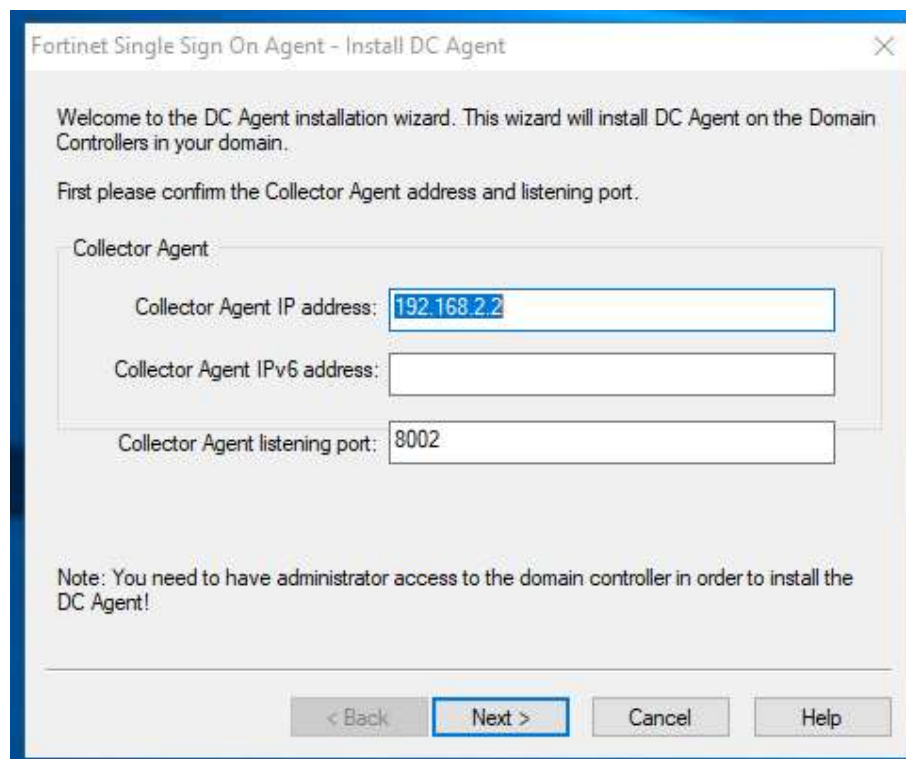 Fortinet Single Sign On Agent - Install DC Agent
Welcome to the DC Agent installation wizard. This wizard will install DC Agent on the Domain
Controllers in your domain.
First please confirm the Collector Agent address and listening port.
Collector Agent
Collector Agent IP address: 192.168.2.2
Collector Agent IPv6 address:
Collector Agent listening port: 8002
Note: You need to have administrator access to the domain controller in order to install the
DC Agent!
< Back Next > Cancel Help